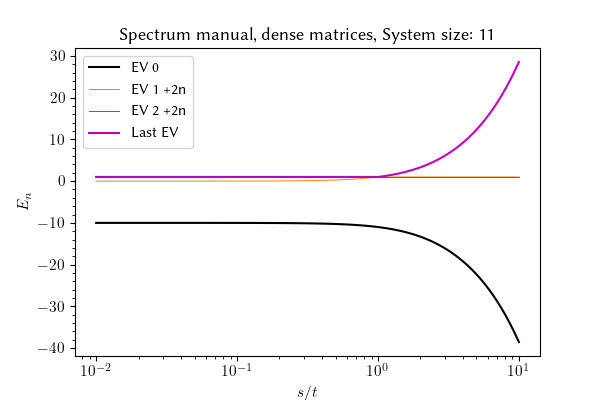 Spectrum manual, dense matrices, System size: 11
30
20
10
0
−10
−20
−30
−40
E_n
EV 0
EV 1 +2n
EV 2 +2n
Last EV
10^−2
10^−1
10^0
10^1
s/t